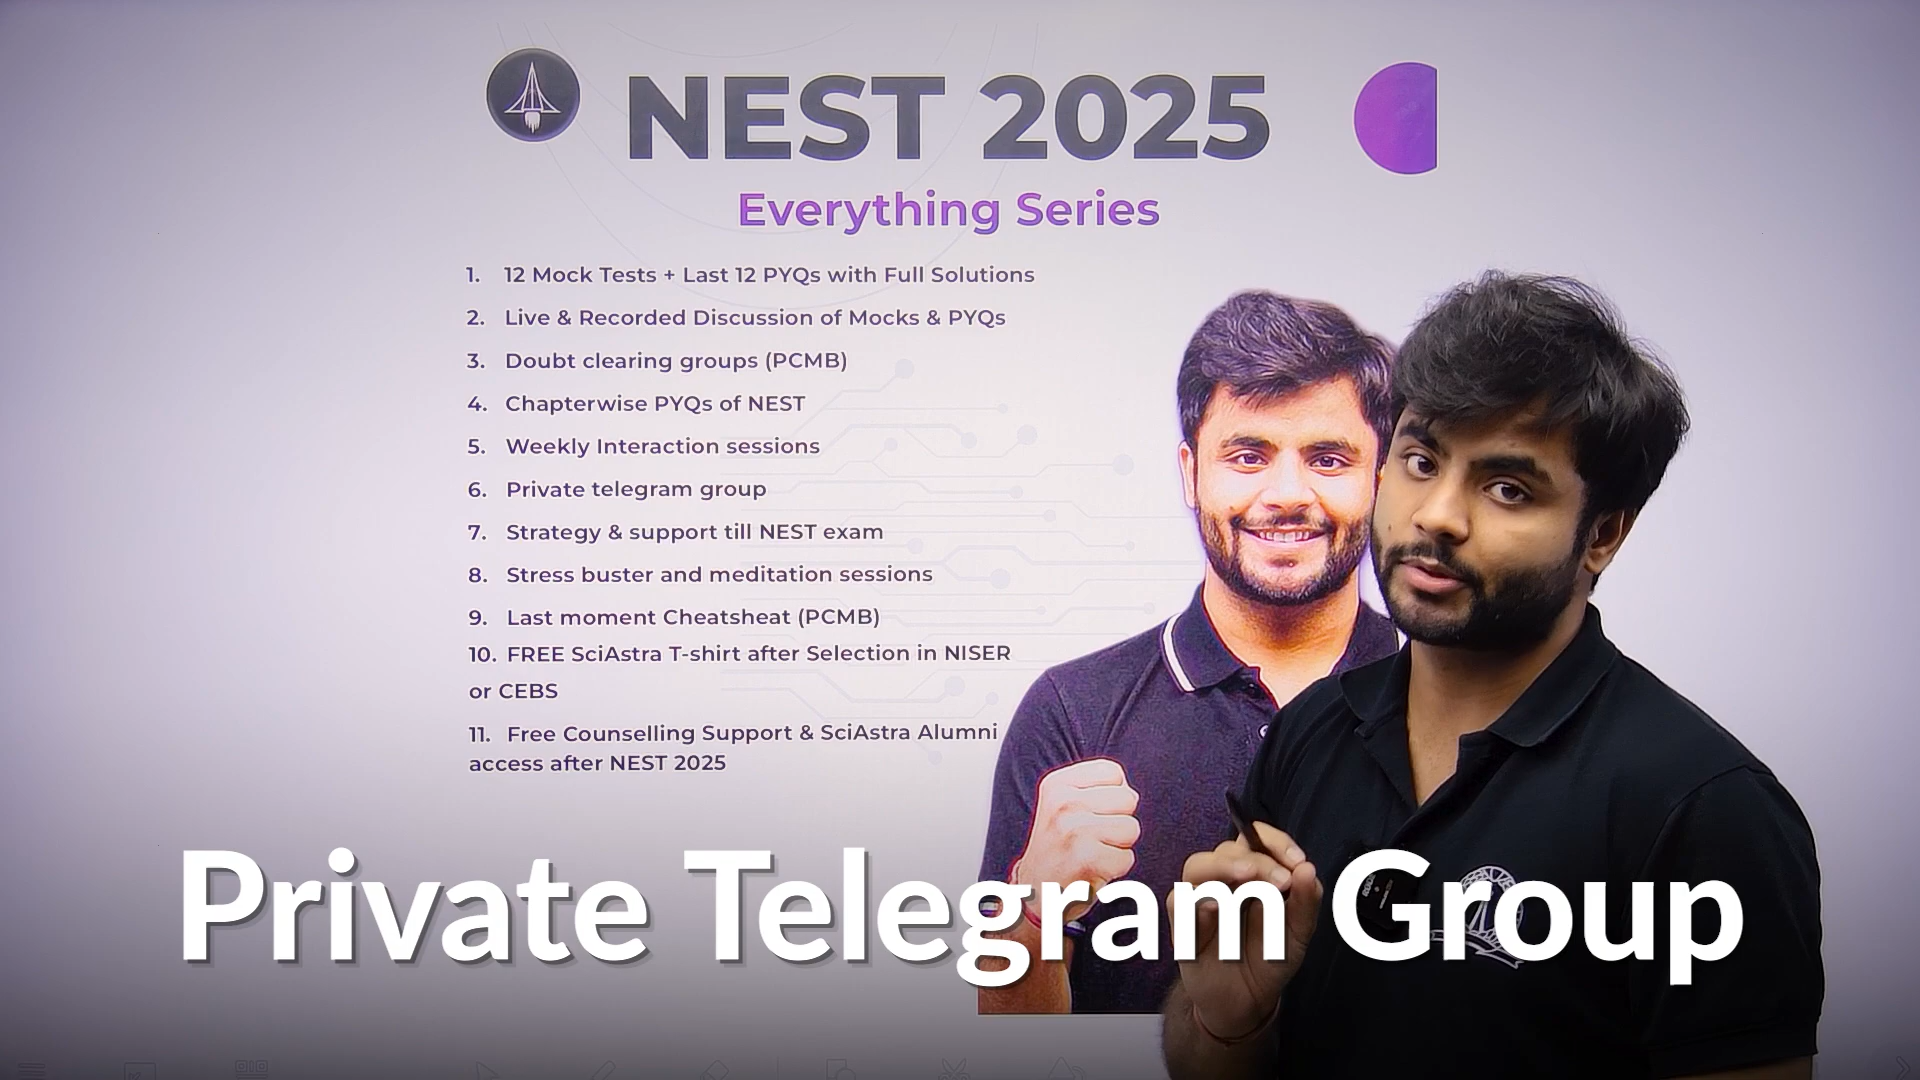 NEST 2025
Everything Series
1. 12 Mock Tests + Last 12 PYQs with Full Solutions
2. Live & Recorded Discussion of Mocks & PYQs
3. Doubt clearing groups (PCMB)
4. Chapterwise PYQs of NEST
5. Weekly Interaction sessions
6. Private telegram group
7. Strategy & support till NEST exam
8. Stress buster and meditation sessions
9. Last moment Cheatsheat (PCMB)
10. FREE SciAstra T-shirt after Selection in NISER
or CEBS
11. Free Counselling Support & SciAstra Alumni
access after NEST 2025
Private Telegram Group